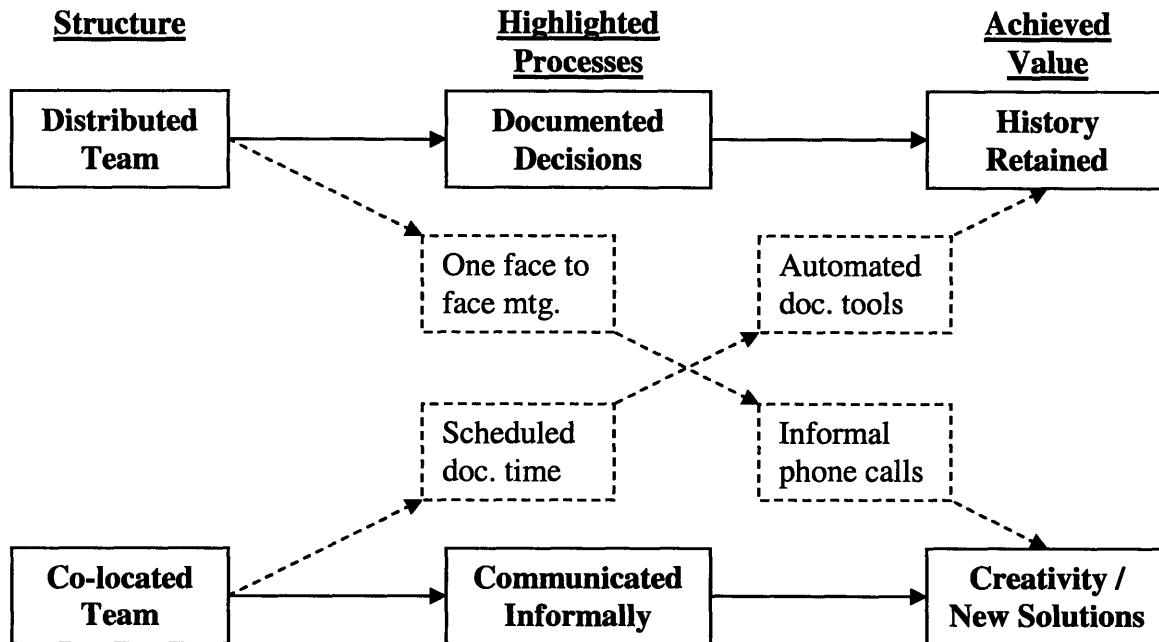 Structure
Highlighted
Processes
Achieved
Value
Distributed
Team
Documented
Decisions
History
Retained
One face to
face mtg.
Automated
doc. tools
Scheduled
doc. time
Informal
phone calls
Co-located
Team
Communicated
Informally
Creativity /
New Solutions